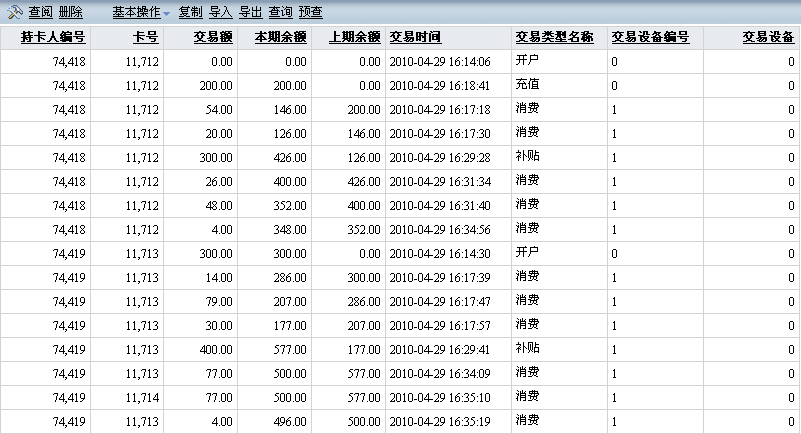 查阅 删除 基本操作 复制 导入 导出 查询 预查
持卡人编号 卡号 交易额 本期余额 上期余额 交易时间 交易类型名称 交易设备编号 交易设备
74,418 11,712 0.00 0.00 0.00 2010-04-29 16:14:06 开户 0 0
74,418 11,712 200.00 200.00 0.00 2010-04-29 16:18:41 充值 0 0
74,418 11,712 54.00 146.00 200.00 2010-04-29 16:17:18 消费 1 0
74,418 11,712 20.00 126.00 146.00 2010-04-29 16:17:30 消费 1 0
74,418 11,712 300.00 426.00 126.00 2010-04-29 16:29:28 补贴 1 0
74,418 11,712 26.00 400.00 426.00 2010-04-29 16:31:34 消费 1 0
74,418 11,712 48.00 352.00 400.00 2010-04-29 16:31:40 消费 1 0
74,418 11,712 4.00 348.00 352.00 2010-04-29 16:34:56 消费 1 0
74,419 11,713 300.00 300.00 0.00 2010-04-29 16:14:30 开户 0 0
74,419 11,713 14.00 286.00 300.00 2010-04-29 16:17:39 消费 1 0
74,419 11,713 79.00 207.00 286.00 2010-04-29 16:17:47 消费 1 0
74,419 11,713 30.00 177.00 207.00 2010-04-29 16:17:57 消费 1 0
74,419 11,713 400.00 577.00 177.00 2010-04-29 16:29:41 补贴 1 0
74,419 11,713 77.00 500.00 577.00 2010-04-29 16:34:09 消费 1 0
74,419 11,714 77.00 500.00 577.00 2010-04-29 16:35:10 消费 1 0
74,419 11,713 4.00 496.00 500.00 2010-04-29 16:35:19 消费 1 0